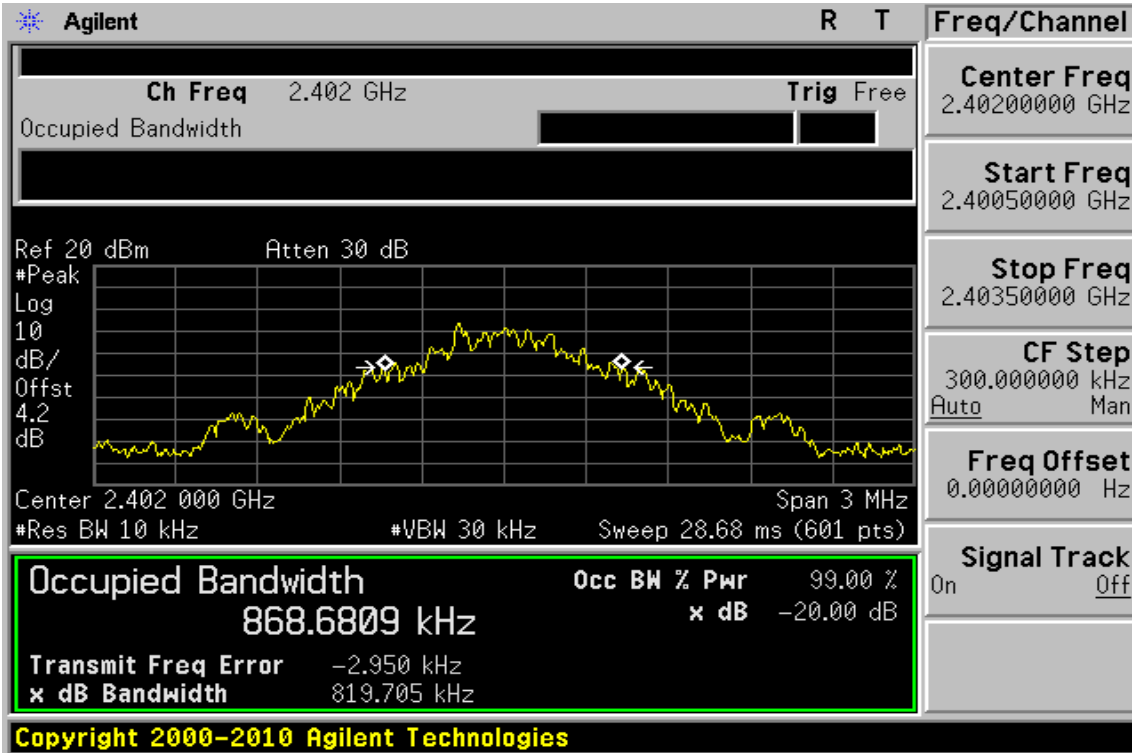 Agilent R T
Ch Freq 2.402 GHz Trig Free
Occupied Bandwidth
Ref 20 dBm Atten 30 dB
#Peak
Log
10
dB/
Offst
4.2
dB
Center 2.402 000 GHz Span 3 MHz
#Res BW 10 kHz #VBW 30 kHz Sweep 28.68 ms (601 pts)
Occupied Bandwidth Occ BW % Pwr 99.00 %
868.6809 kHz x dB -20.00 dB
Transmit Freq Error -2.950 kHz
x dB Bandwidth 819.705 kHz
Copyright 2000-2010 Agilent Technologies
Freq/Channel
Center Freq
2.40200000 GHz
Start Freq
2.40050000 GHz
Stop Freq
2.40350000 GHz
CF Step
300.000000 kHz
Auto Man
Freq Offset
0.00000000 Hz
Signal Track
On Off